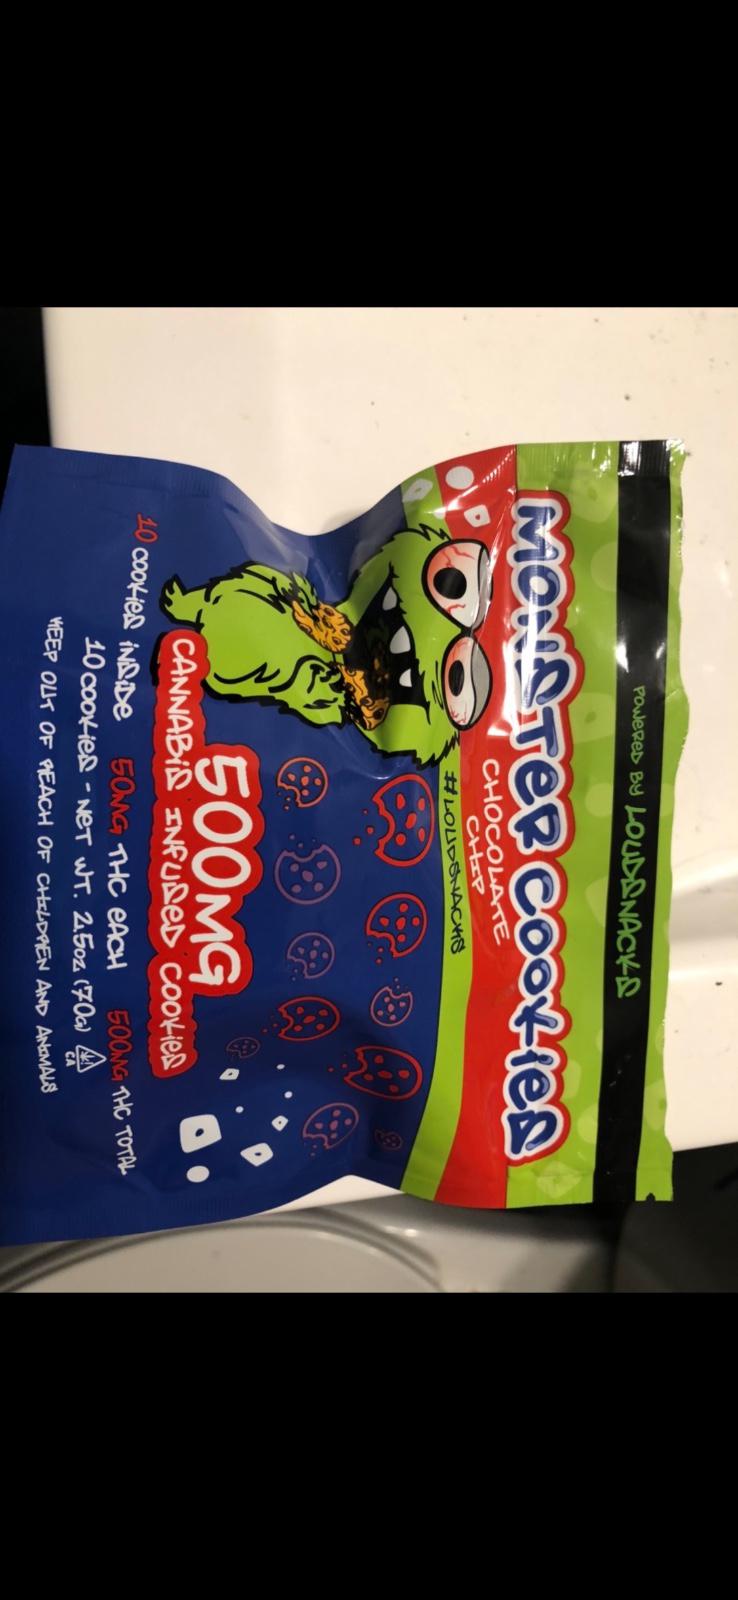 POWERED BY LOUDSNACKS
MONSTER COOKIES
CHOCOLATE
CHIP
#LOUDSNACKS
500MG
CANNABIS INFUSED COOKIES
10 COOKIES INSIDE 50MG THC EACH 500MG THC TOTAL
10 COOKIES - NET WT. 2.5oz (70G)
CA
KEEP OUT OF REACH OF CHILDREN AND ANIMALS